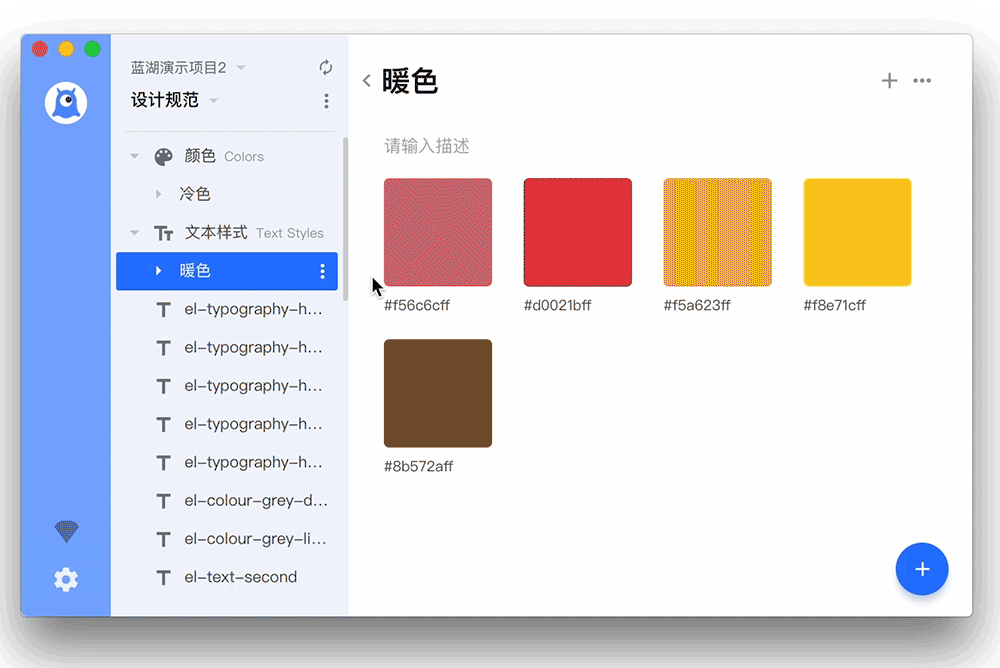 蓝湖演示项目2
设计规范
颜色 Colors
冷色
文本样式 Text Styles
暖色
el-typography-h...
el-typography-h...
el-typography-h...
el-typography-h...
el-typography-h...
el-colour-grey-d...
el-colour-grey-li...
el-text-second
暖色
请输入描述
#f56c6cff
#d0021bff
#f5a623ff
#f8e71cff
#8b572aff